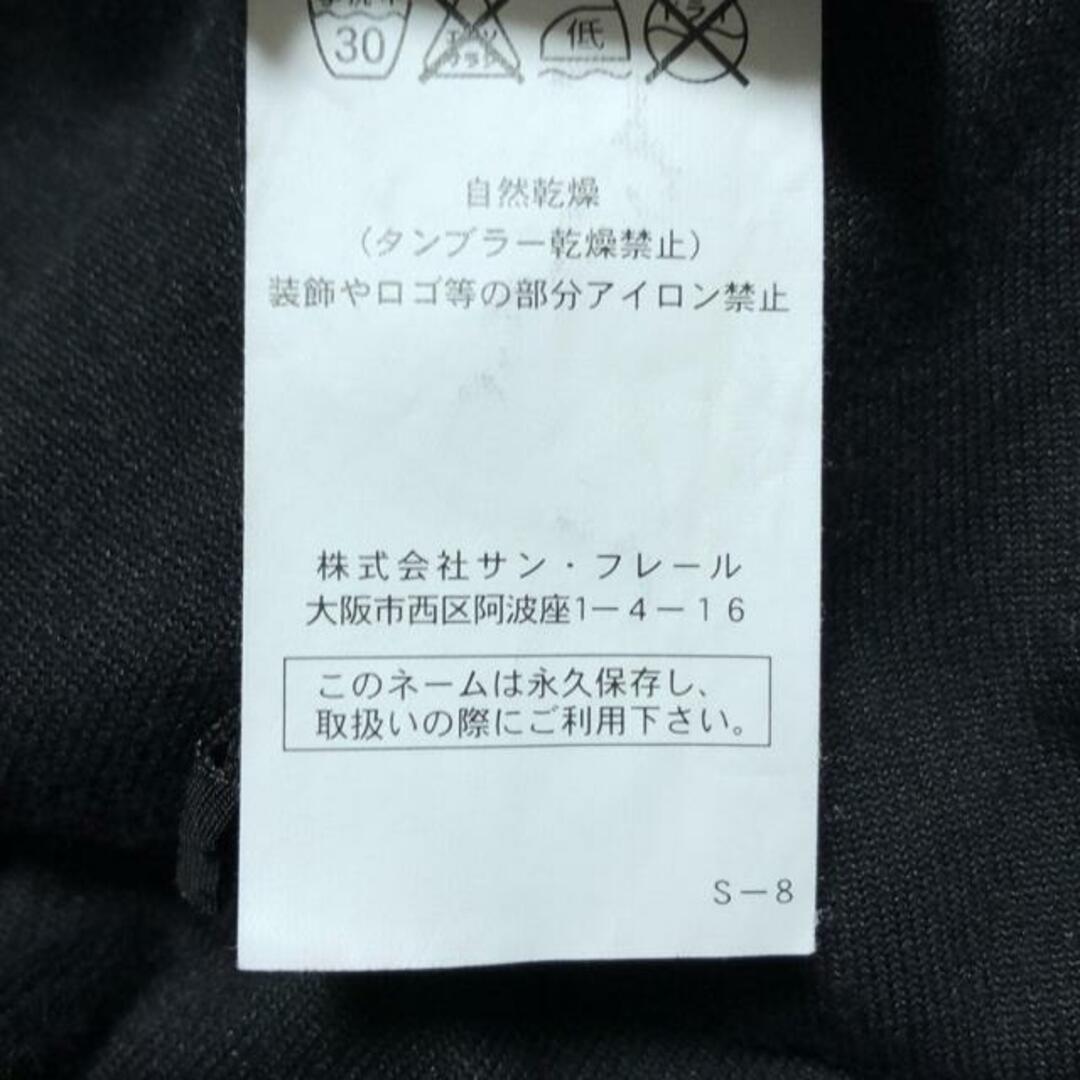 30 低
自然乾燥
（タンブラー乾燥禁止）
装飾やロゴ等の部分アイロン禁止
株式会社サン・フレール
大阪市西区阿波座1－4－16
このネームは永久保存し、
取扱いの際にご利用下さい。
S－8